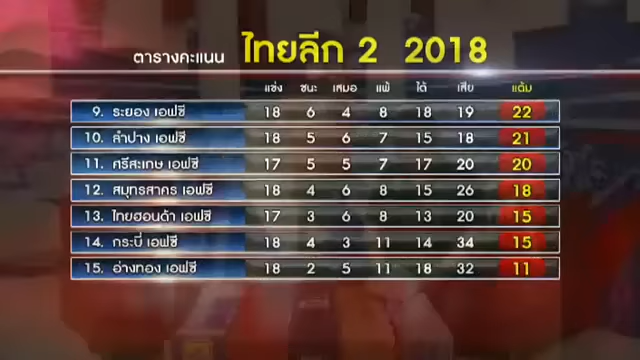 ตารางคะแนน ไทยลีก 2 2018
แข่ง ชนะ เสมอ แพ้ ได้ เสีย แต้ม
9. ระยอง เอฟซี 18 6 4 8 18 19 22
10. ลำปาง เอฟซี 18 5 6 7 15 18 21
11. ศรีสะเกษ เอฟซี 17 5 5 7 17 20 20
12. สมุทรสาคร เอฟซี 18 4 6 8 15 26 18
13. ไทยฮอนด้า เอฟซี 17 3 6 8 13 20 15
14. กระบี่ เอฟซี 18 4 3 11 14 34 15
15. อ่างทอง เอฟซี 18 2 5 11 18 32 11